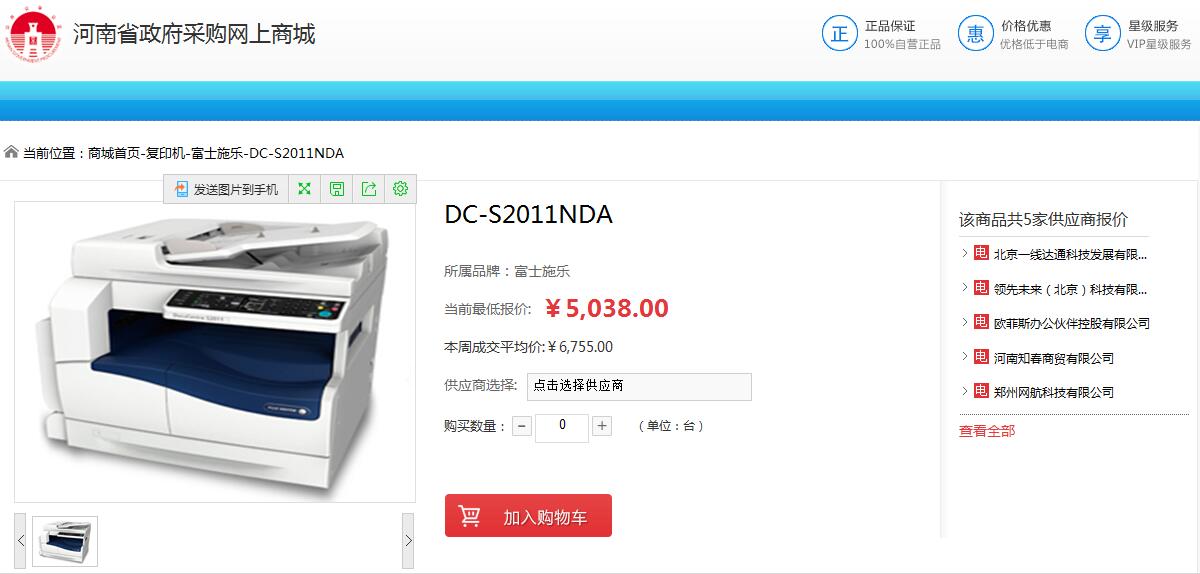 河南省政府采购网上商城
正
正品保证
100%自营正品
惠
价格优惠
优格低于电商
享
星级服务
VIP星级服务
当前位置：商城首页-复印机-富士施乐-DC-S2011NDA
发送图片到手机
DC-S2011NDA
所属品牌：富士施乐
当前最低报价: ￥5,038.00
本周成交平均价:￥6,755.00
供应商选择: 点击选择供应商
购买数量： － 0 + （单位：台）
加入购物车
该商品共5家供应商报价
电 北京一线达通科技发展有限...
电 领先未来（北京）科技有限...
电 欧菲斯办公伙伴控股有限公司
电 河南知春商贸有限公司
电 郑州网航科技有限公司
查看全部